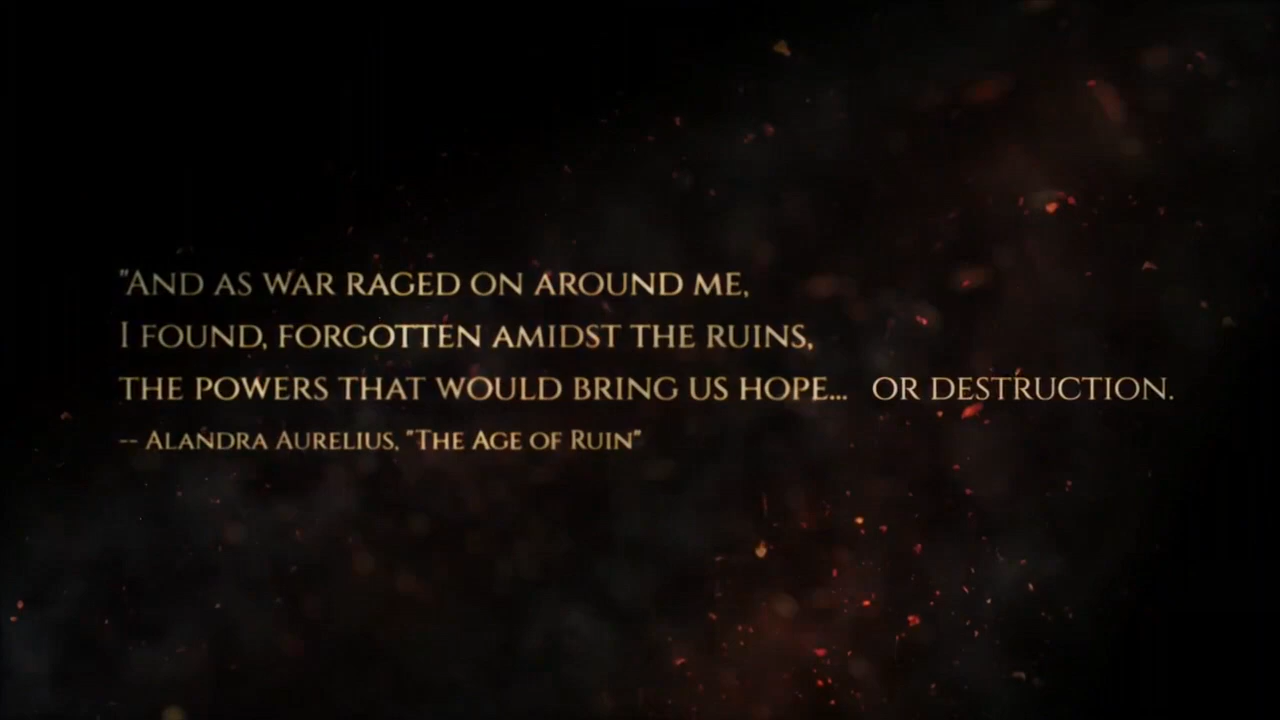 "And as war raged on around me,
I found, forgotten amidst the ruins,
the powers that would bring us hope... or destruction.
-- Alandra Aurelius, "The Age of Ruin"